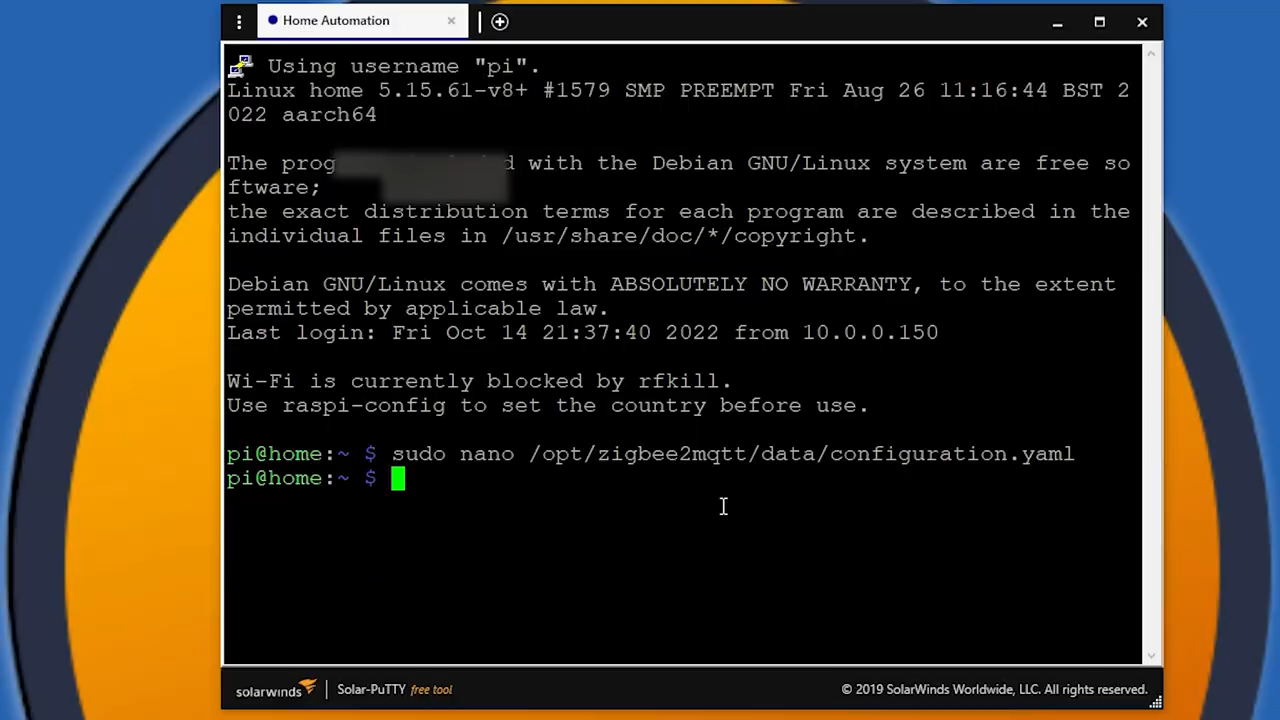 Home Automation
Using username "pi".
Linux home 5.15.61-v8+ #1579 SMP PREEMPT Fri Aug 26 11:16:44 BST 2
022 aarch64
The prog d with the Debian GNU/Linux system are free so
ftware;
the exact distribution terms for each program are described in the
individual files in /usr/share/doc/*/copyright.
Debian GNU/Linux comes with ABSOLUTELY NO WARRANTY, to the extent
permitted by applicable law.
Last login: Fri Oct 14 21:37:40 2022 from 10.0.0.150
Wi-Fi is currently blocked by rfkill.
Use raspi-config to set the country before use.
pi@home:~ $ sudo nano /opt/zigbee2mqtt/data/configuration.yaml
pi@home:~ $
solarwinds Solar-PuTTY free tool © 2019 SolarWinds Worldwide, LLC. All rights reserved.